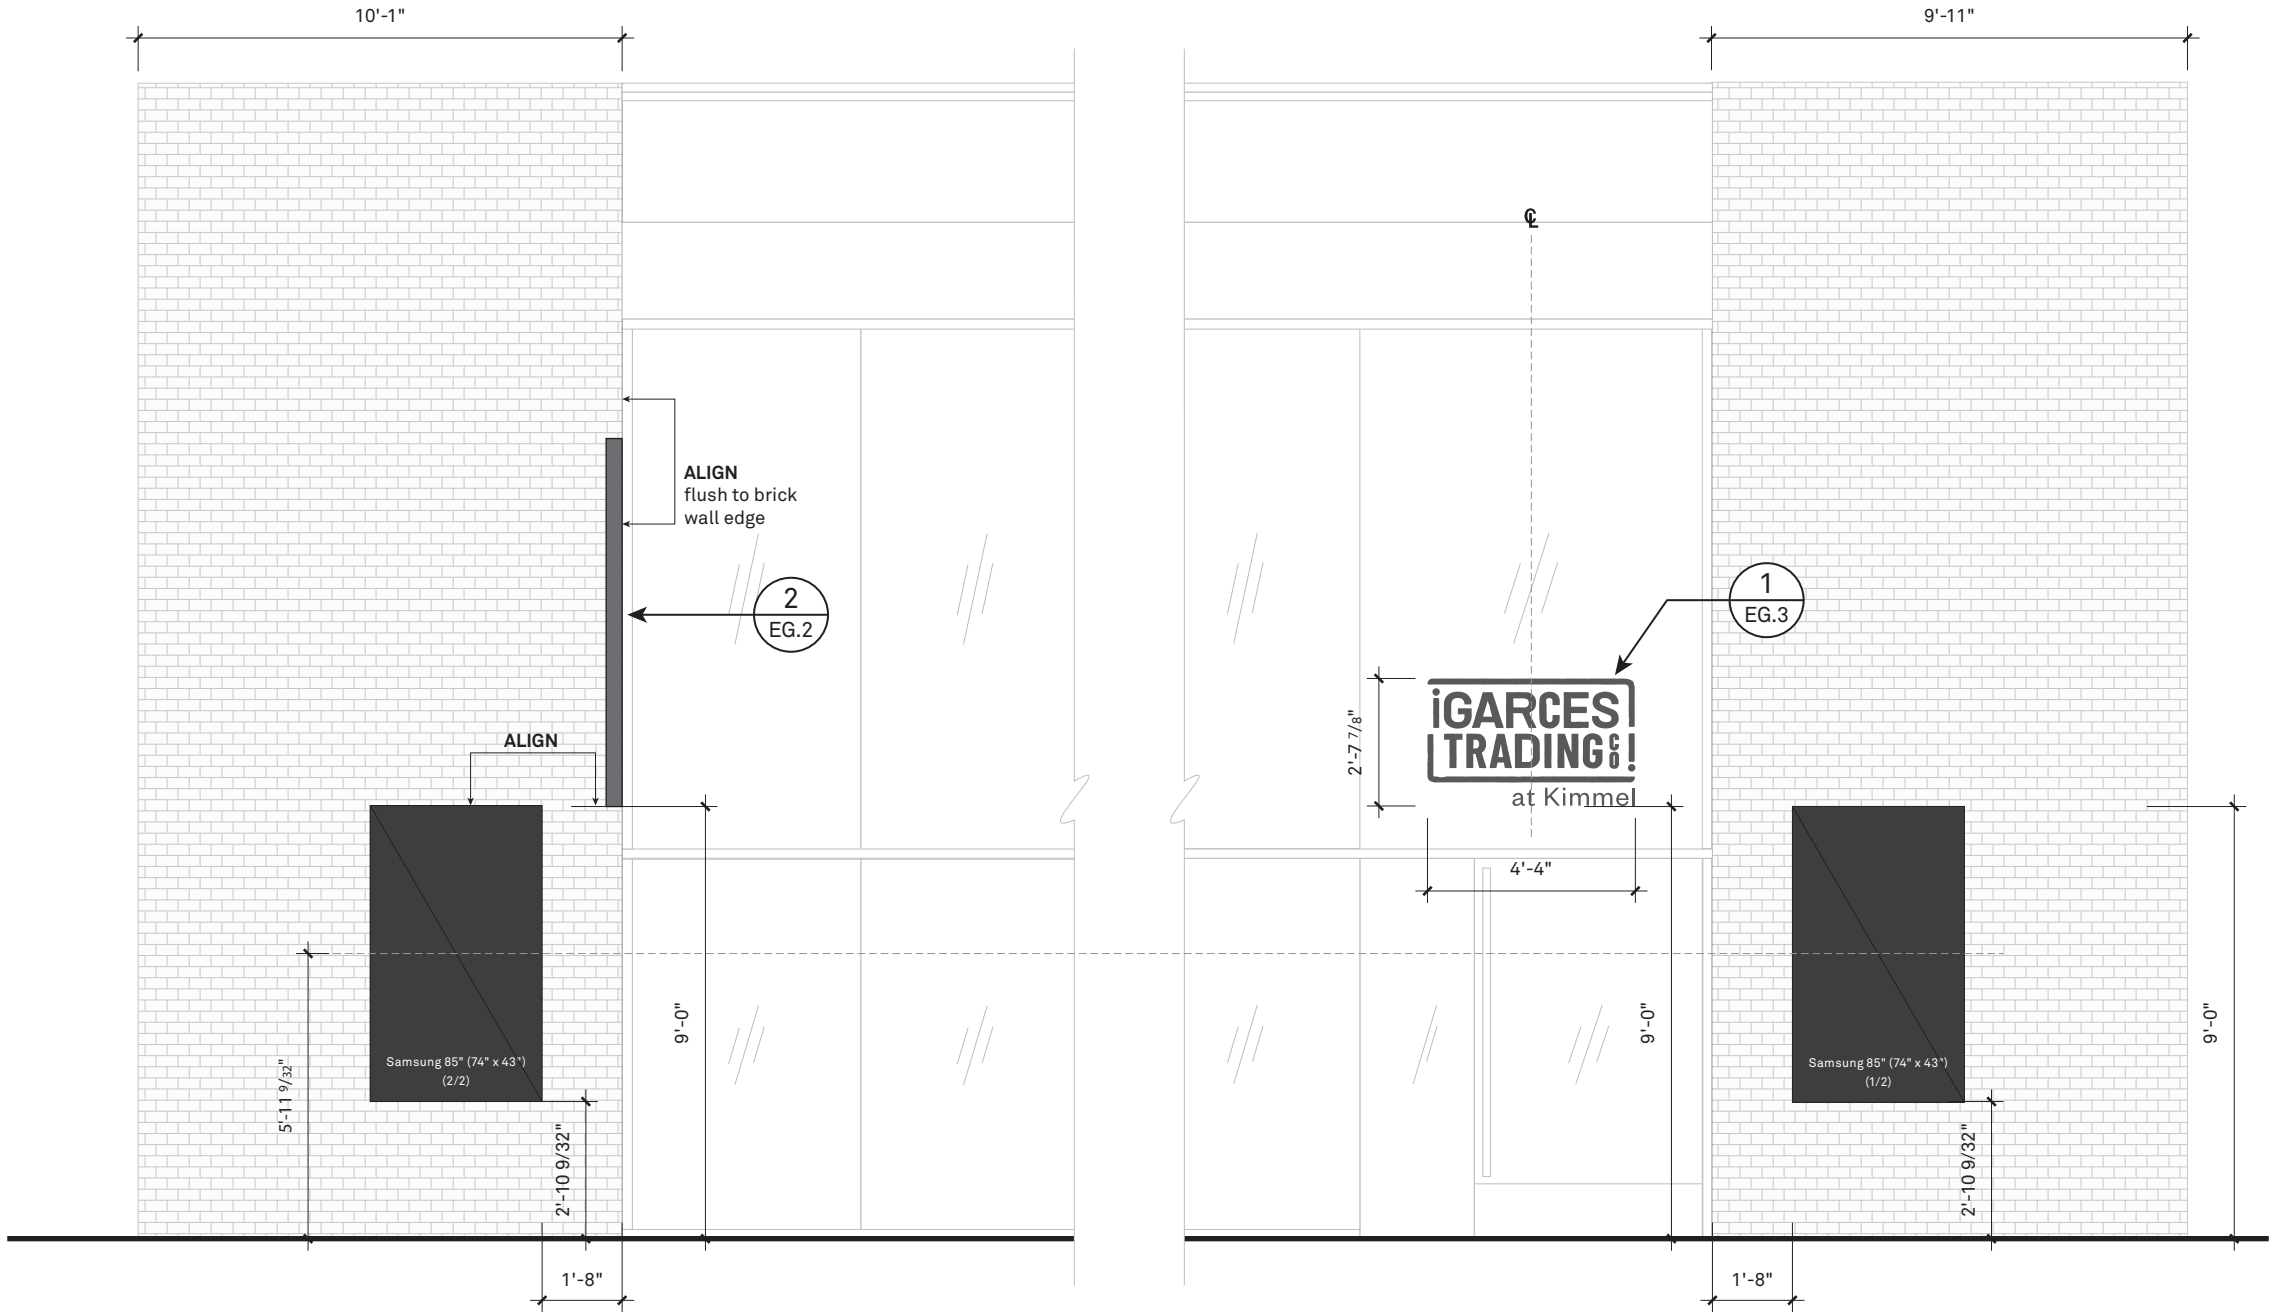 10'-1"
9'-11"
℄
ALIGN
flush to brick
wall edge
2
EG.2
1
EG.3
2'-7 7/8"
¡GARCES
TRADING CO!
at Kimmel
ALIGN
4'-4"
9'-0"
9'-0"
9'-0"
Samsung 85" (74" x 43")
(2/2)
Samsung 85" (74" x 43")
(1/2)
5'-11 9/32"
2'-10 9/32"
2'-10 9/32"
1'-8"
1'-8"